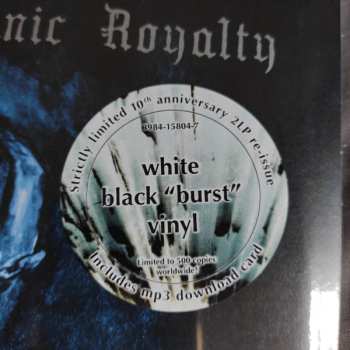 nic Royalty
Strictly limited 10th anniversary 2LP re-issue
3984-15804-7
white
black "burst"
vinyl
Limited to 500 copies
worldwide!
Includes mp3 download card